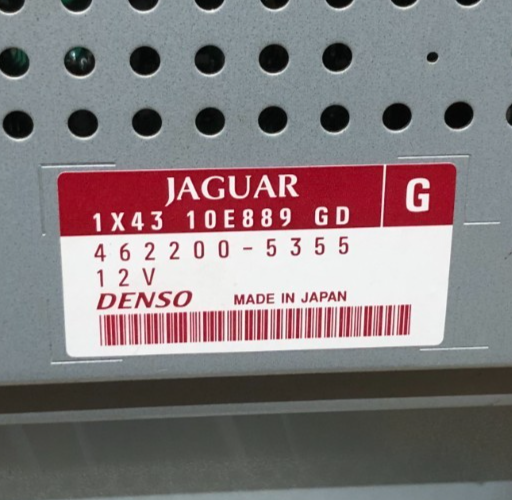 JAGUAR
G
1X43 10E889 GD
462200-5355
12V
DENSO MADE IN JAPAN